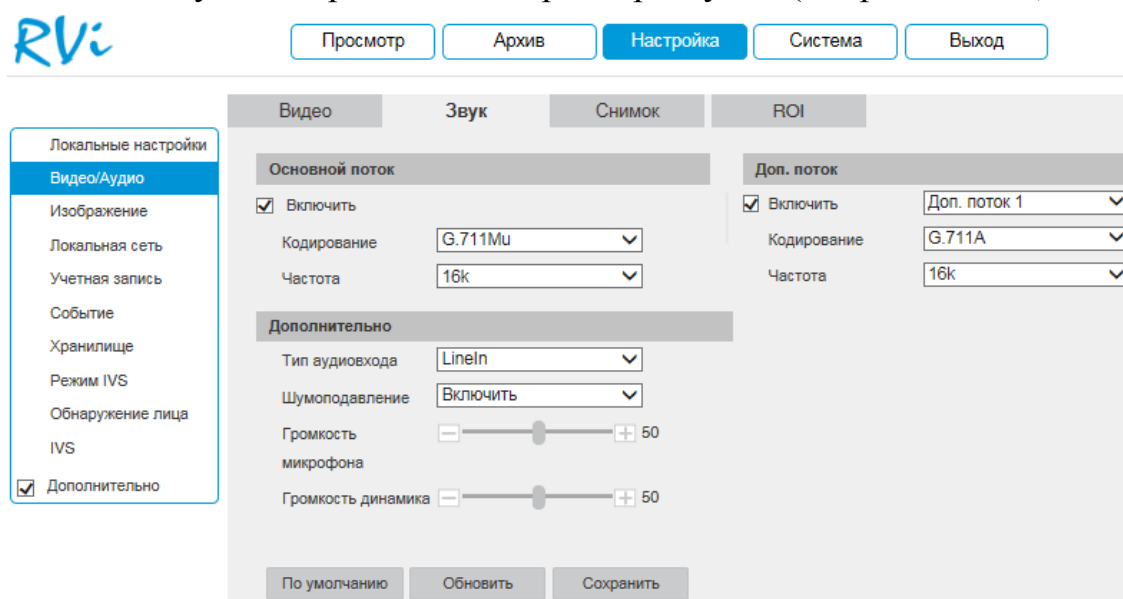 RVi
Просмотр Архив Настройка Система Выход
Видео Звук Снимок ROI
Локальные настройки
Видео/Аудио
Изображение
Локальная сеть
Учетная запись
Событие
Хранилище
Режим IVS
Обнаружение лица
IVS
Дополнительно
Основной поток
Включить
Кодирование G.711Mu
Частота 16k
Дополнительно
Тип аудиовхода LineIn
Шумоподавление Включить
Громкость микрофона 50
Громкость динамика 50
По умолчанию Обновить Сохранить
Доп. поток
Включить Доп. поток 1
Кодирование G.711A
Частота 16k